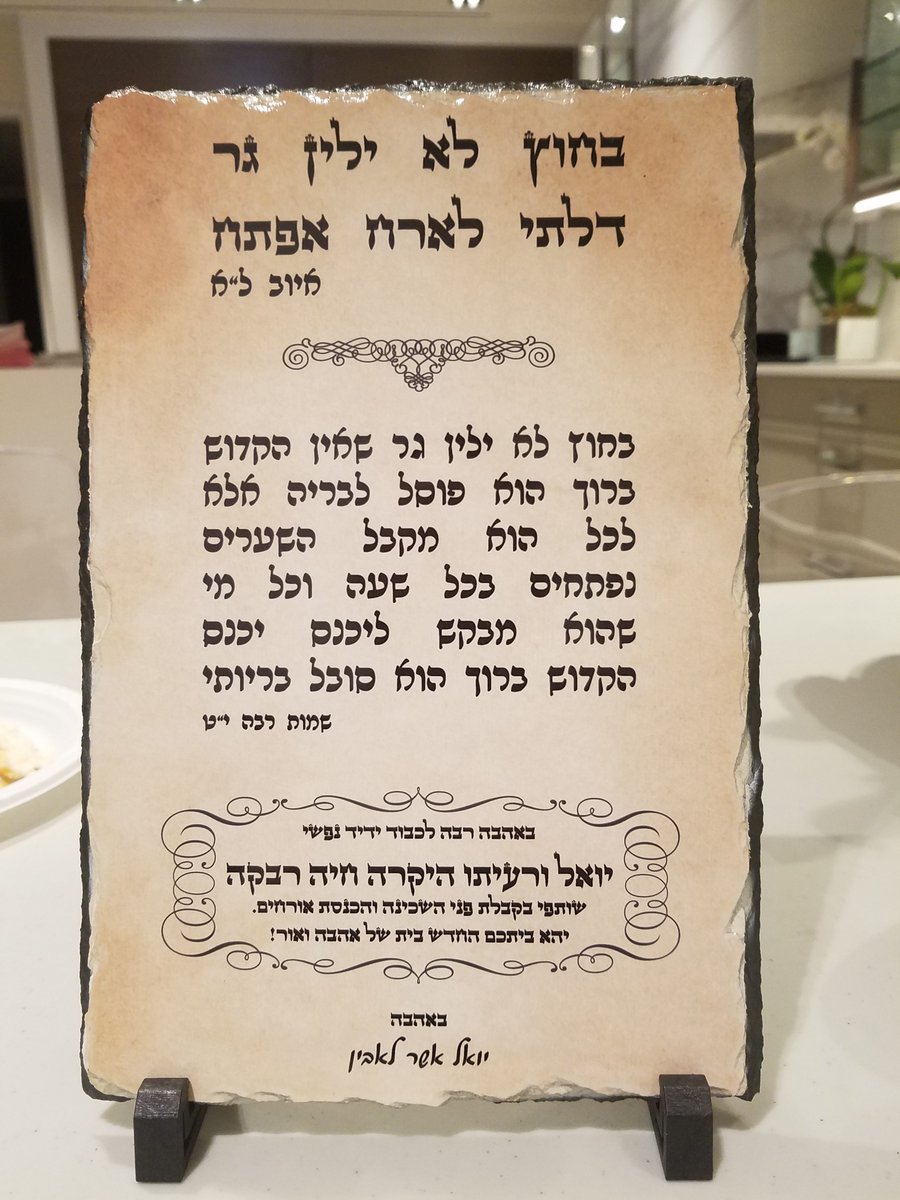 בחוץ לא ילין גר
דלתי לארח אפתח
איוב ל״א
בחוץ לא ילין גר שאין הקדוש
ברוך הוא פוסל לבריה אלא
לכל הוא מקבל השערים
נפתחים בכל שעה וכל מי
שהוא מבקש ליכנס יכנס
הקדוש ברוך הוא סובל בריותי
שמות רבה י״ט
באהבה רבה לכבוד ידיד נפשי
יואל ורעיתו היקרה חיה רבקה
שותפי בקבלת פני השכינה והכנסת אורחים.
יהא ביתכם החדש בית של אהבה ואור!
באהבה
יואל אשר לאבין